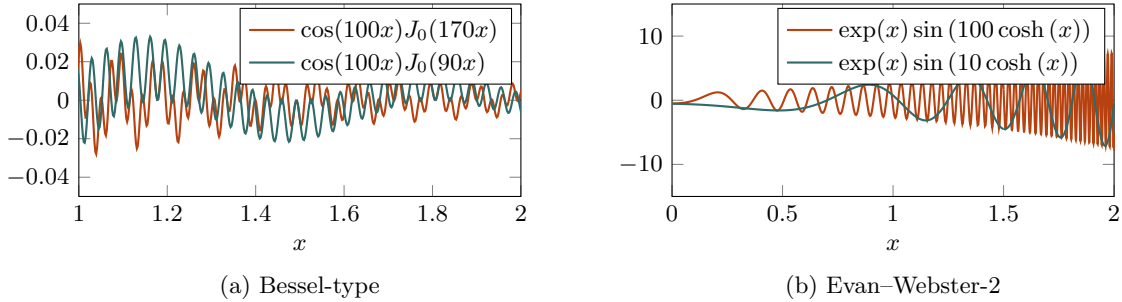 0.04
0.02
0
−0.02
−0.04
1
1.2
1.4
1.6
1.8
2
x
cos(100x)J₀(170x)
cos(100x)J₀(90x)
(a) Bessel-type
10
0
−10
0
0.5
1
1.5
2
x
exp(x) sin (100 cosh (x))
exp(x) sin (10 cosh (x))
(b) Evan–Webster-2